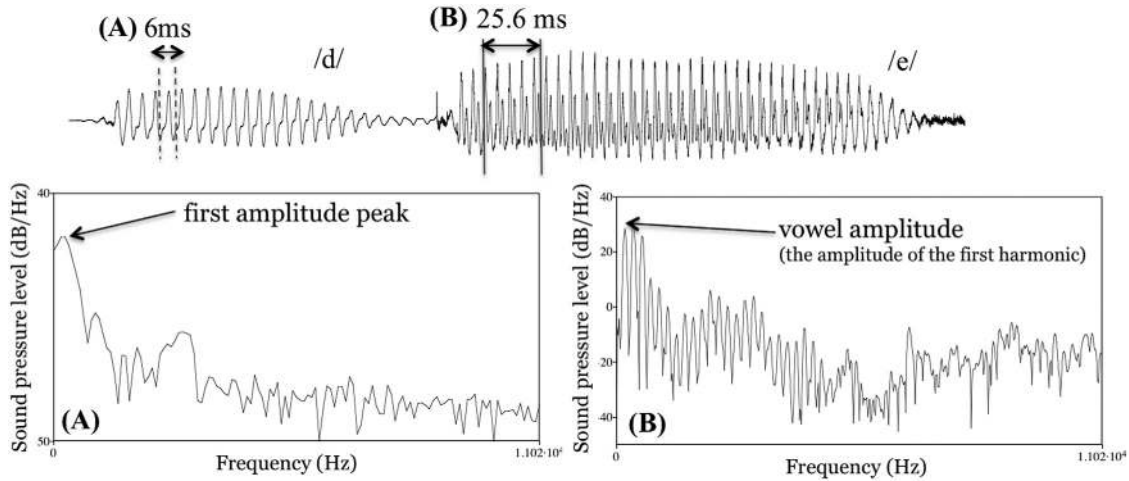 (A)
6ms
/d/
(B)
25.6 ms
/e/
Sound pressure level (dB/Hz)
40
first amplitude peak
(A)
50
0
Frequency (Hz)
1.102·10⁴
Sound pressure level (dB/Hz)
40
20
0
-20
-40
vowel amplitude
(the amplitude of the first harmonic)
(B)
50
0
Frequency (Hz)
1.102·10⁴